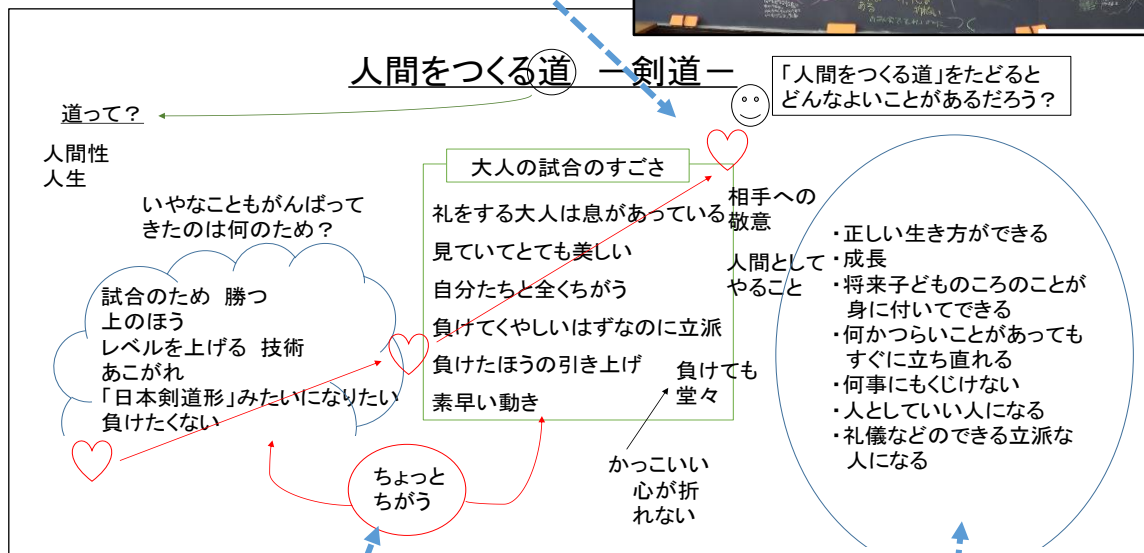 人間をつくる道 －剣道－
「人間をつくる道」をたどると
どんなよいことがあるだろう？
道って？
人間性
人生
いやなこともがんばって
きたのは何のため？
試合のため 勝つ
上のほう
レベルを上げる 技術
あこがれ
「日本剣道形」みたいになりたい
負けたくない
大人の試合のすごさ
礼をする大人は息があっている
見ていてとても美しい
自分たちと全くちがう
負けてくやしいはずなのに立派
負けたほうの引き上げ
素早い動き
負けても
堂々
かっこいい
心が折
れない
ちょっと
ちがう
相手への
敬意
人間として
やること
・正しい生き方ができる
・成長
・将来子どものころのことが
身に付いてできる
・何かつらいことがあっても
すぐに立ち直れる
・何事にもくじけない
・人としていい人になる
・礼儀などのできる立派な
人になる